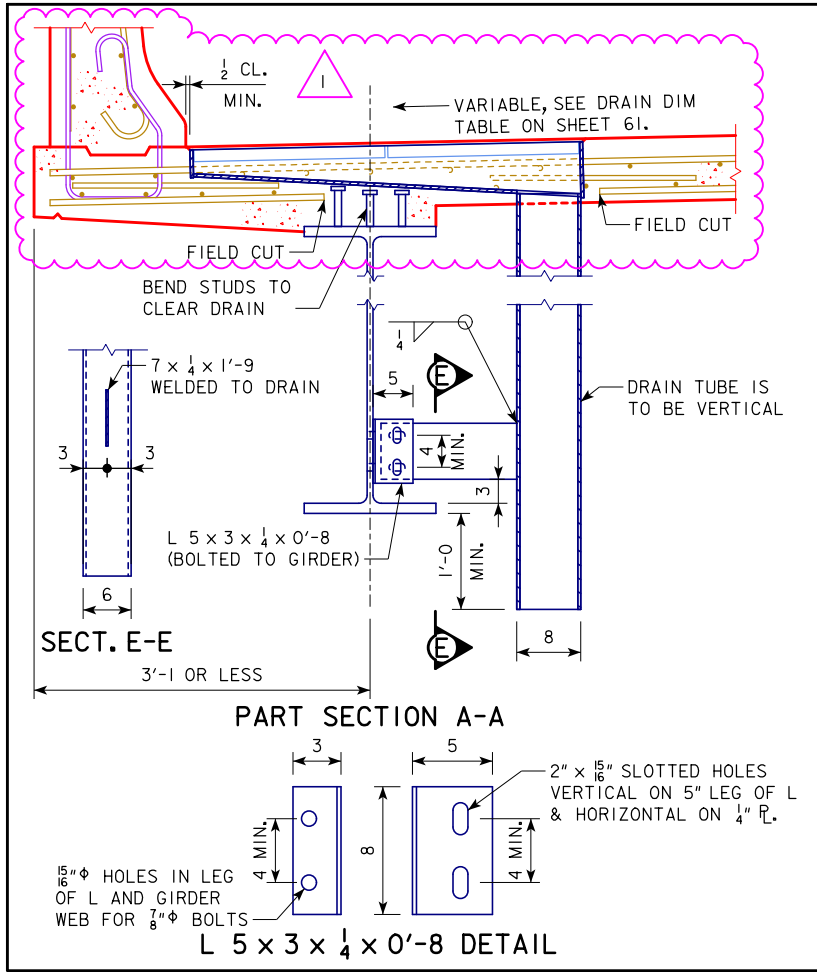 1/2 CL.
MIN.
1
VARIABLE, SEE DRAIN DIM
TABLE ON SHEET 61.
FIELD CUT
FIELD CUT
BEND STUDS TO
CLEAR DRAIN
1/4
7 x 1/4 x 1'-9
WELDED TO DRAIN
5
E
DRAIN TUBE IS
TO BE VERTICAL
3
3
4
MIN.
3
L 5 x 3 x 1/4 x 0'-8
(BOLTED TO GIRDER)
1'-0
MIN.
6
SECT. E-E
E
8
3'-1 OR LESS
PART SECTION A-A
3
5
2" x 15/16" SLOTTED HOLES
VERTICAL ON 5" LEG OF L
& HORIZONTAL ON 1/4" ℄.
4 MIN.
8
4 MIN.
15/16"ϕ HOLES IN LEG
OF L AND GIRDER
WEB FOR 7/8"ϕ BOLTS
L 5 x 3 x 1/4 x 0'-8 DETAIL